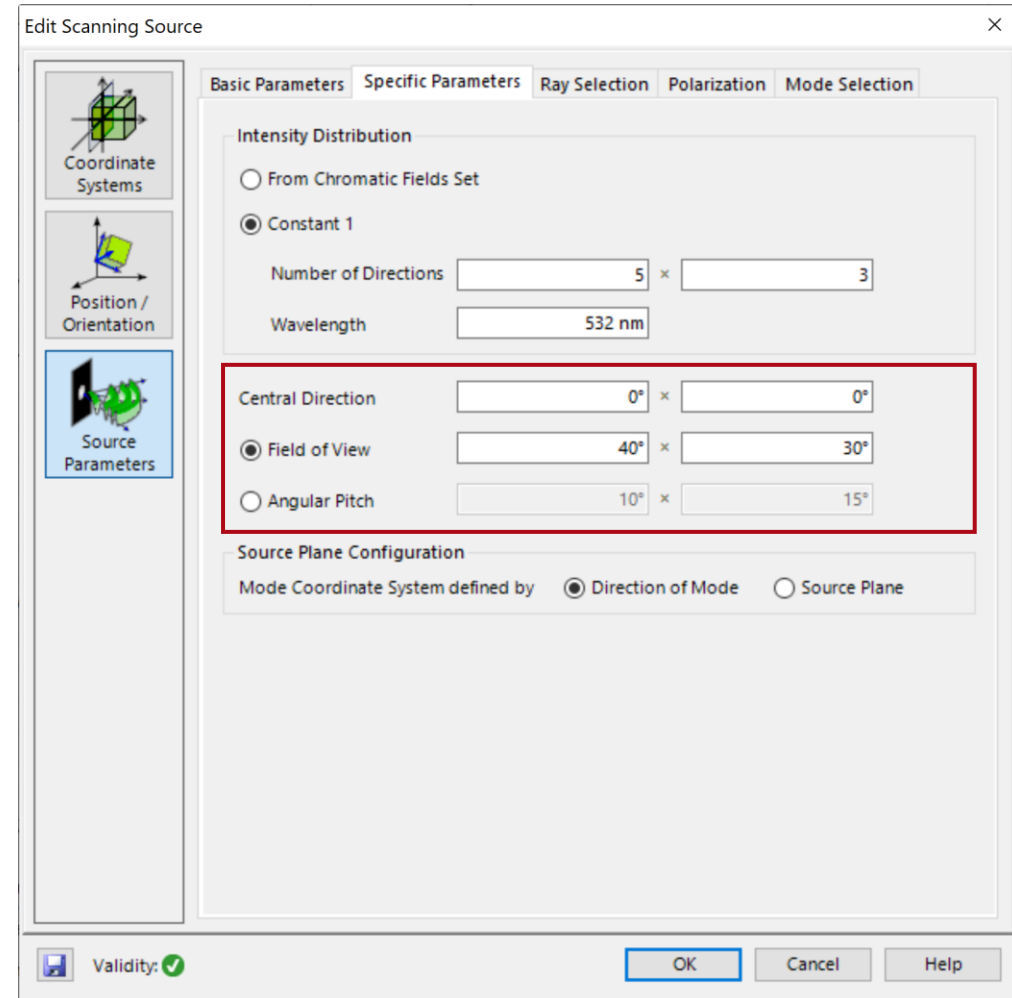 Edit Scanning Source
Coordinate
Systems
Position /
Orientation
Source
Parameters
Basic Parameters Specific Parameters Ray Selection Polarization Mode Selection
Intensity Distribution
From Chromatic Fields Set
Constant 1
Number of Directions 5 × 3
Wavelength 532 nm
Central Direction 0° × 0°
Field of View 40° × 30°
Angular Pitch 10° × 15°
Source Plane Configuration
Mode Coordinate System defined by Direction of Mode Source Plane
Validity: OK Cancel Help